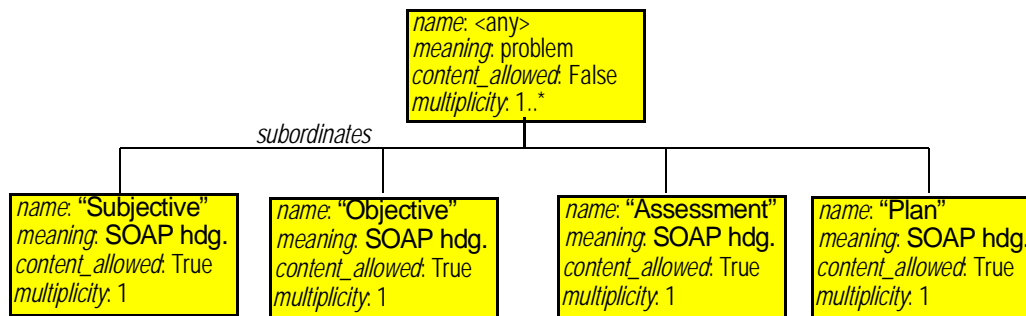 name: <any>
meaning: problem
content_allowed: False
multiplicity: 1..*
subordinates
name: “Subjective”
meaning: SOAP hdg.
content_allowed: True
multiplicity: 1
name: “Objective”
meaning: SOAP hdg.
content_allowed: True
multiplicity: 1
name: “Assessment”
meaning: SOAP hdg.
content_allowed: True
multiplicity: 1
name: “Plan”
meaning: SOAP hdg.
content_allowed: True
multiplicity: 1